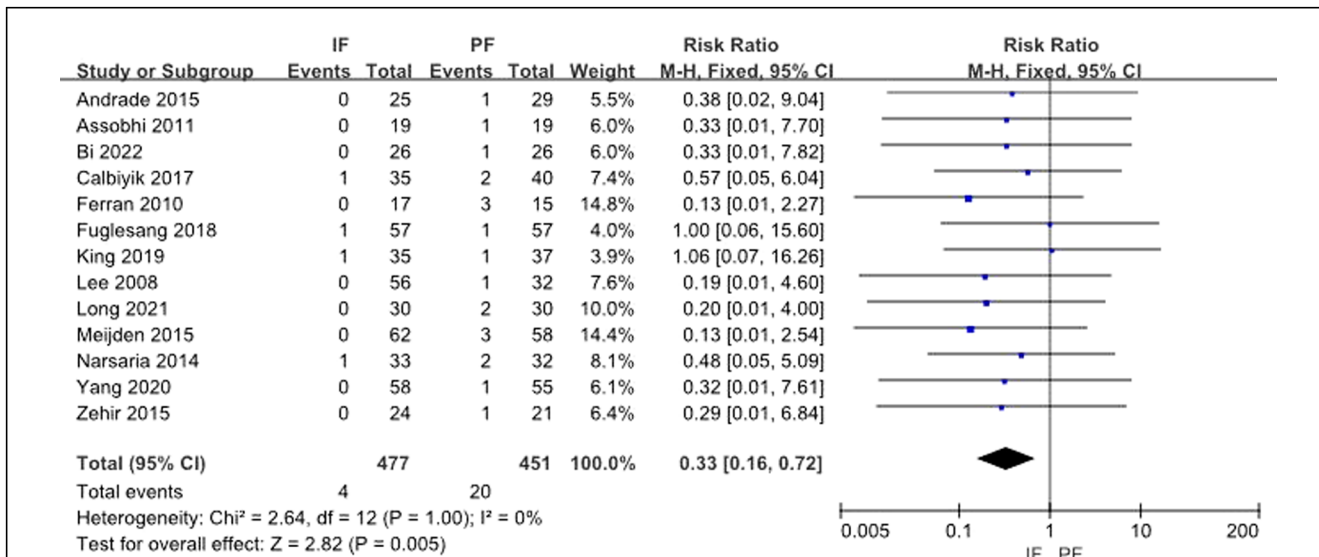 IF PF Risk Ratio Risk Ratio
Study or Subgroup Events Total Events Total Weight M-H, Fixed, 95% CI M-H, Fixed, 95% CI
Andrade 2015 0 25 1 29 5.5% 0.38 [0.02, 9.04]
Assobhi 2011 0 19 1 19 6.0% 0.33 [0.01, 7.70]
Bi 2022 0 26 1 26 6.0% 0.33 [0.01, 7.82]
Calbiyik 2017 1 35 2 40 7.4% 0.57 [0.05, 6.04]
Ferran 2010 0 17 3 15 14.8% 0.13 [0.01, 2.27]
Fuglesang 2018 1 57 1 57 4.0% 1.00 [0.06, 15.60]
King 2019 1 35 1 37 3.9% 1.06 [0.07, 16.26]
Lee 2008 0 56 1 32 7.6% 0.19 [0.01, 4.60]
Long 2021 0 30 2 30 10.0% 0.20 [0.01, 4.00]
Meijden 2015 0 62 3 58 14.4% 0.13 [0.01, 2.54]
Narsaria 2014 1 33 2 32 8.1% 0.48 [0.05, 5.09]
Yang 2020 0 58 1 55 6.1% 0.32 [0.01, 7.61]
Zehir 2015 0 24 1 21 6.4% 0.29 [0.01, 6.84]
Total (95% CI) 477 451 100.0% 0.33 [0.16, 0.72]
Total events 4 20
Heterogeneity: Chi² = 2.64, df = 12 (P = 1.00); I² = 0%
Test for overall effect: Z = 2.82 (P = 0.005)
0.005 0.1 1 10 200
IF PF